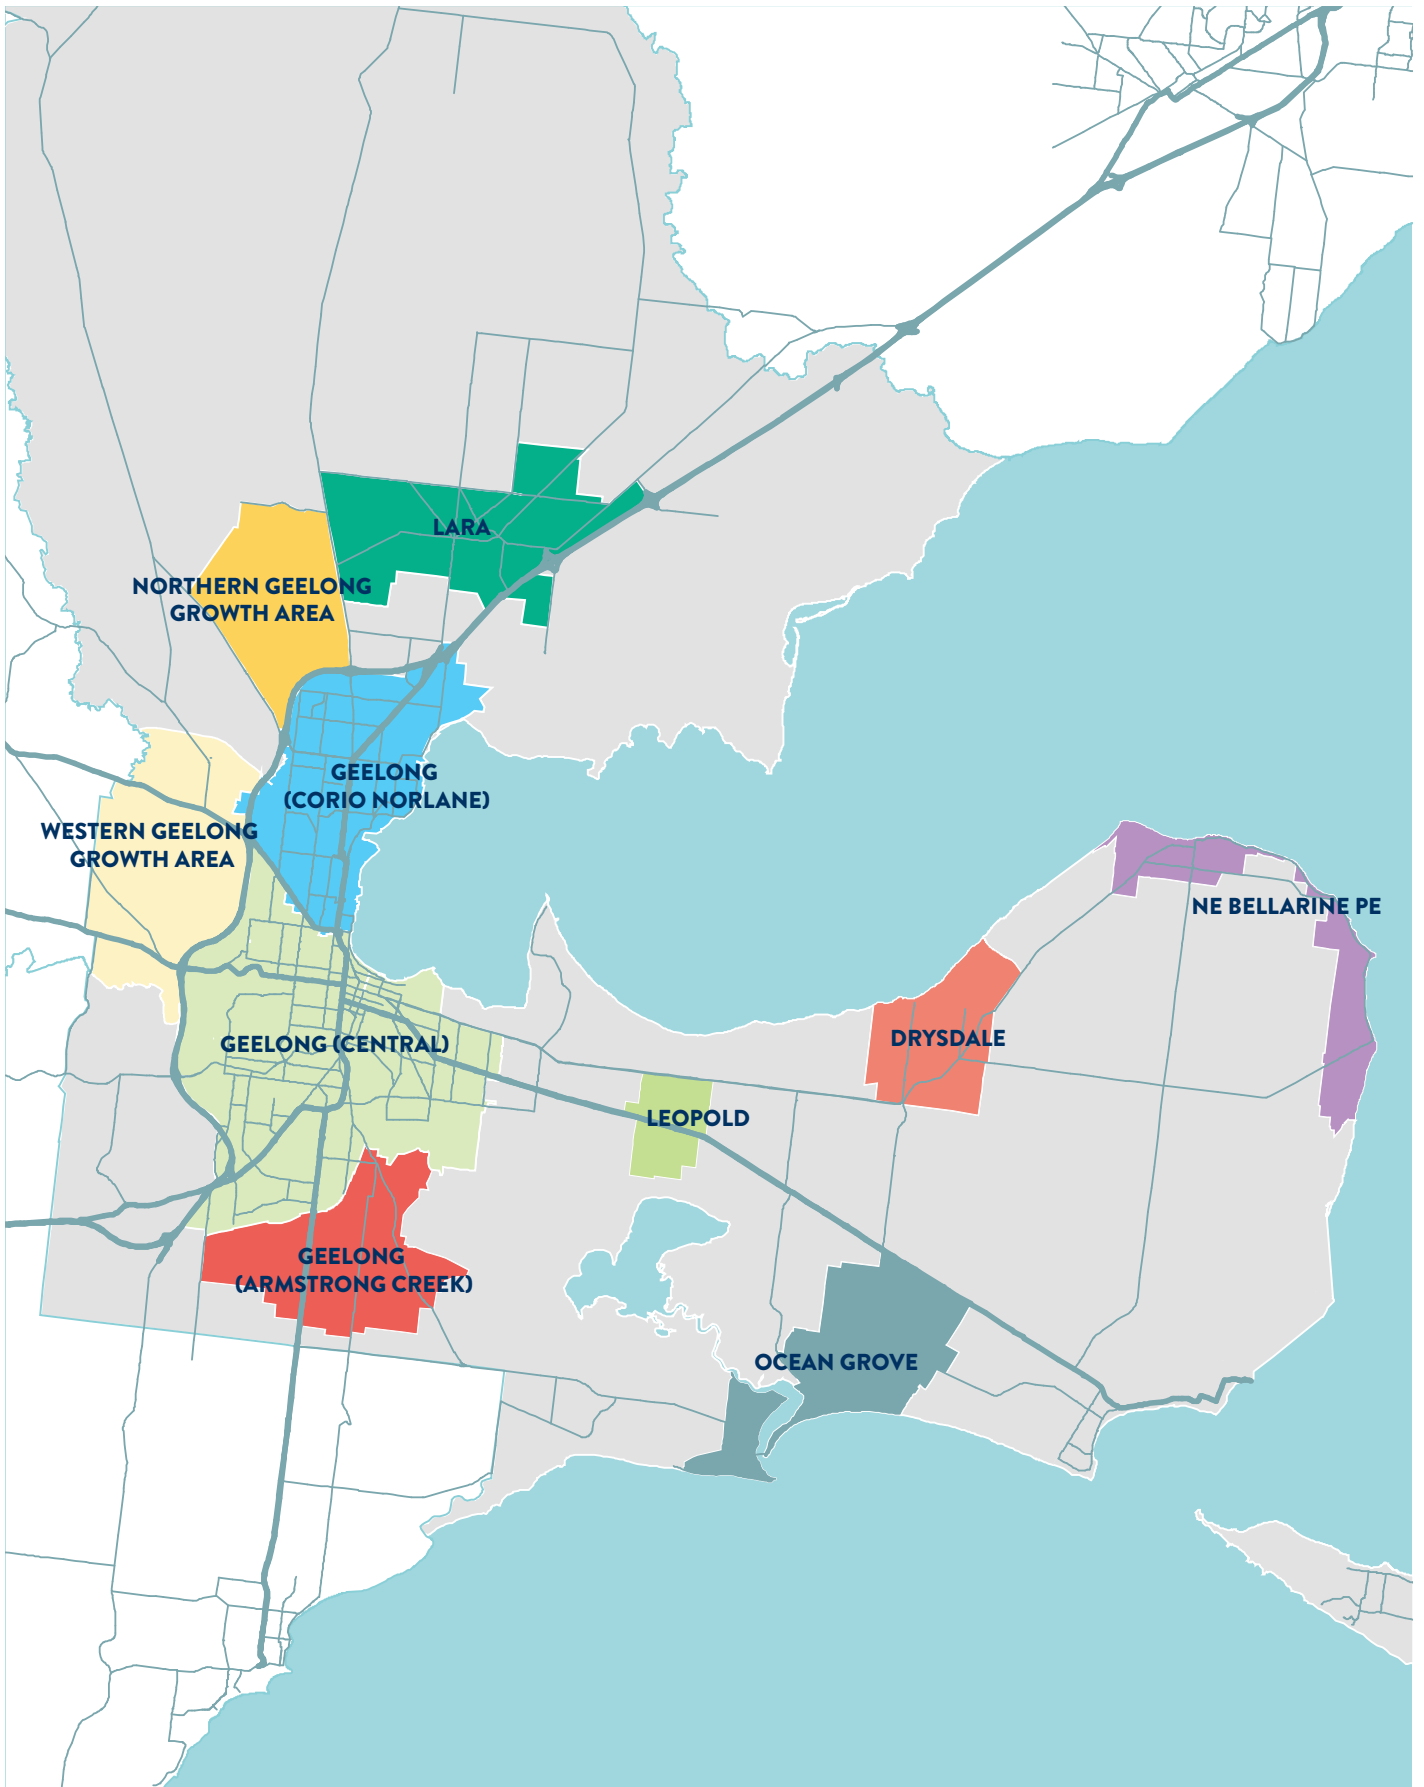 LARA
NORTHERN GEELONG
GROWTH AREA
GEELONG
(CORIO NORLANE)
WESTERN GEELONG
GROWTH AREA
NE BELLARINE PE
GEELONG (CENTRAL)
DRYSDALE
LEOPOLD
GEELONG
(ARMSTRONG CREEK)
OCEAN GROVE